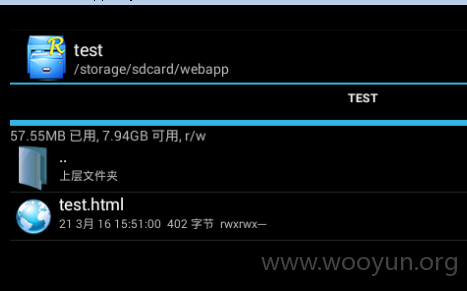 test
/storage/sdcard/webapp
TEST
57.55MB 已用, 7.94GB 可用, r/w
..
上层文件夹
test.html
21 3月 16 15:51:00 402 字节 rwxrwx---
www.wooyun.org